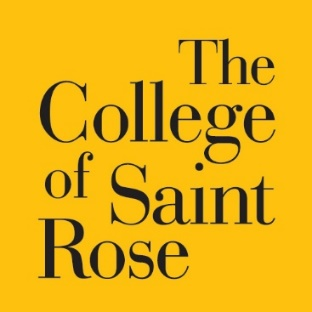 The
College
of Saint
Rose